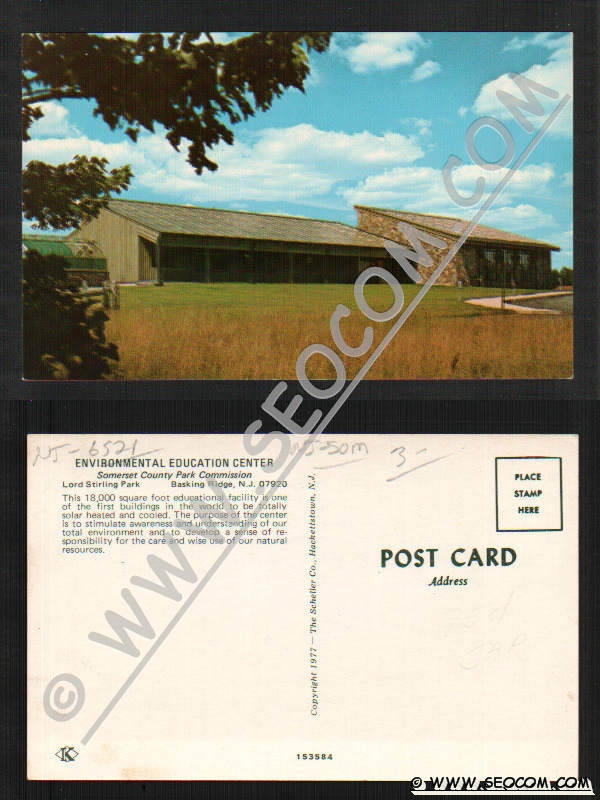 © WWW.SEOCOM.COM
NJ-6521
NJ-SOM
3-
ENVIRONMENTAL EDUCATION CENTER
Somerset County Park Commission
Lord Stirling Park Basking Ridge, N.J. 07920
This 18,000 square foot educational facility is one
of the first buildings in the world to be totally
solar heated and cooled. The purpose of the center
is to stimulate awareness and understanding of our
total environment and to develop a sense of re-
sponsibility for the care and wise use of our natural
resources.
Copyright 1977 — The Scheller Co., Hackettstown, N.J.
PLACE
STAMP
HERE
POST CARD
Address
K
153584
© WWW.SEOCOM.COM